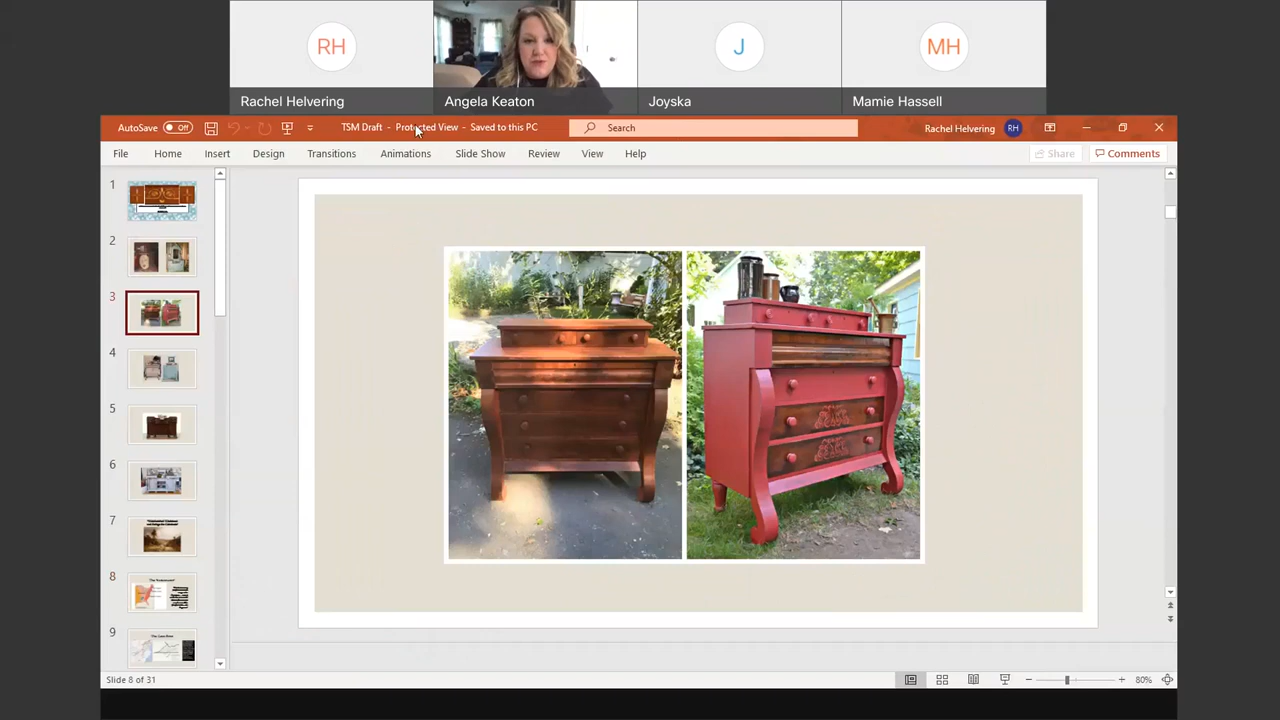 RH
J
MH
Rachel Helvering
Angela Keaton
Joyska
Mamie Hassell
AutoSave Off
TSM Draft - Protected View - Saved to this PC
Search
Rachel Helvering RH
File Home Insert Design Transitions Animations Slide Show Review View Help
Share Comments
1
2
3
4
5
6
7
8
9
Slide 8 of 31
80%